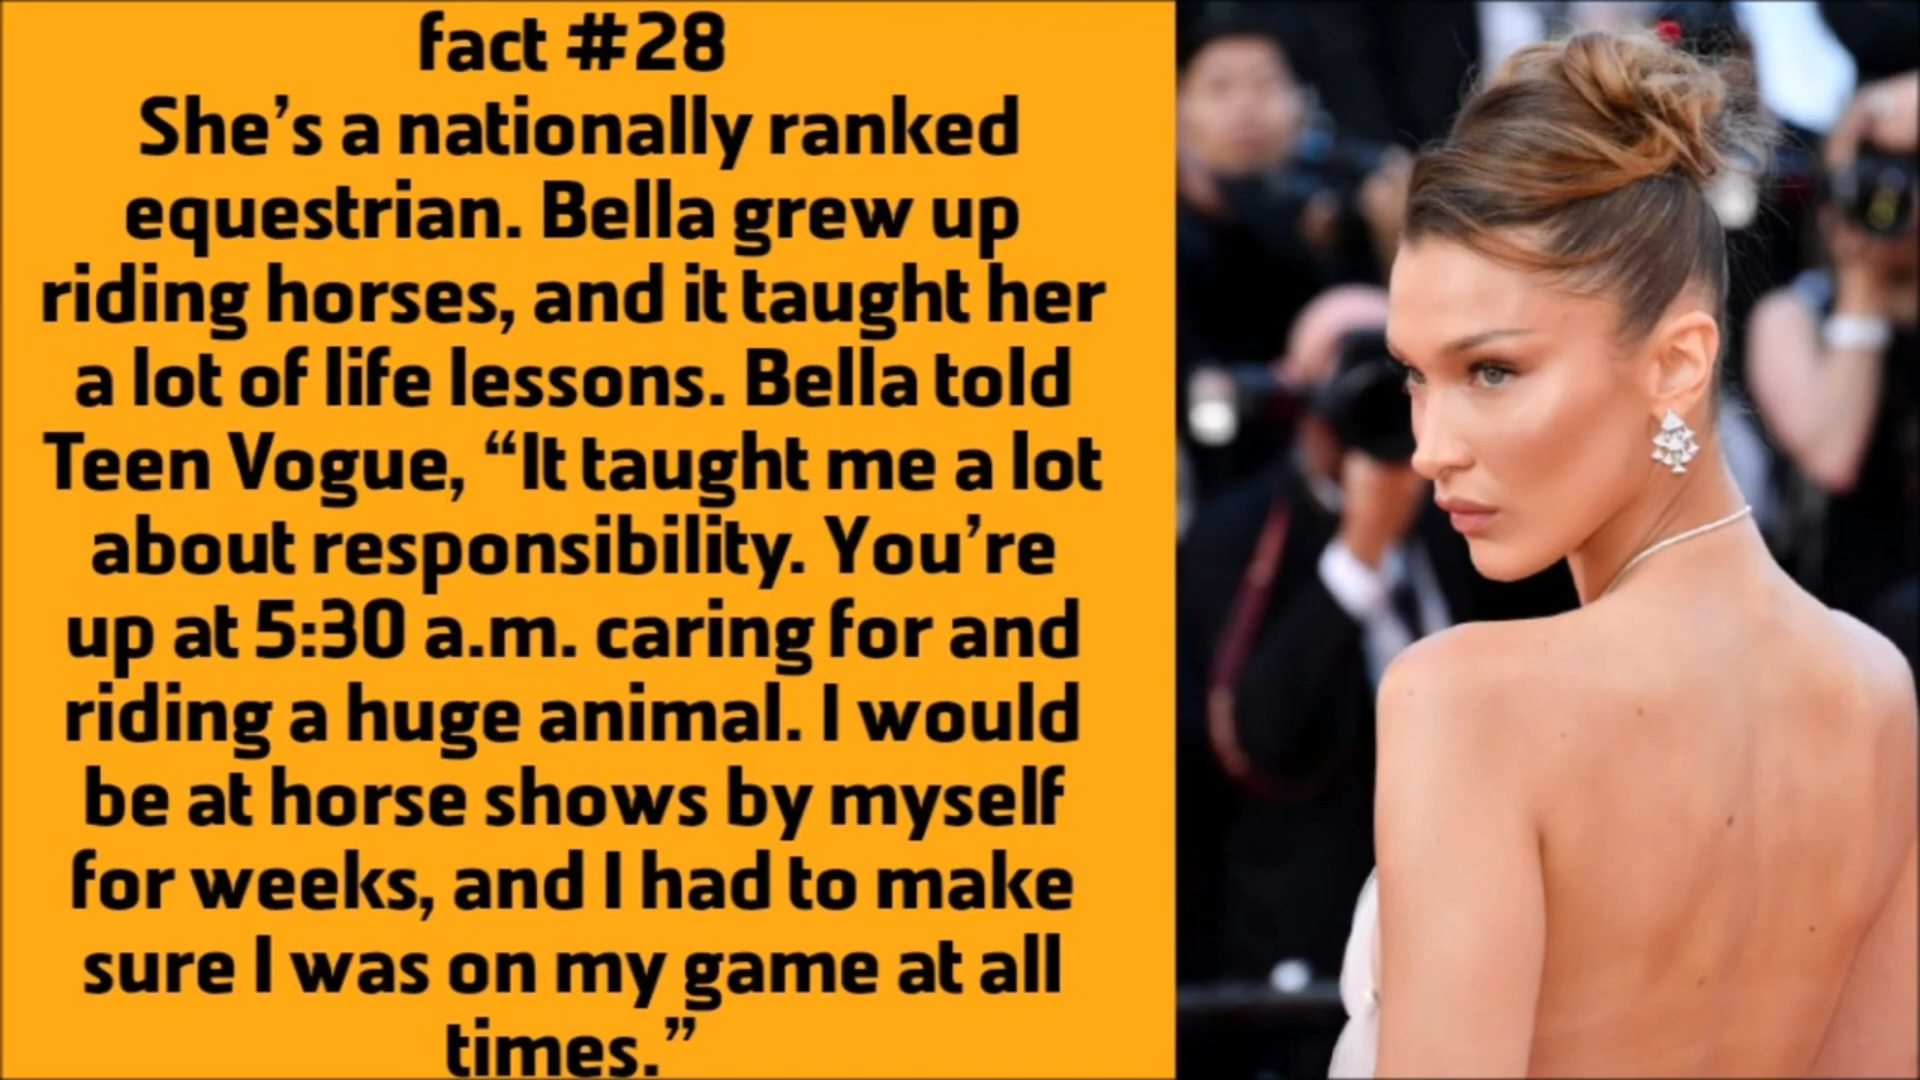 fact #28
She’s a nationally ranked
equestrian. Bella grew up
riding horses, and it taught her
a lot of life lessons. Bella told
Teen Vogue, “It taught me a lot
about responsibility. You’re
up at 5:30 a.m. caring for and
riding a huge animal. I would
be at horse shows by myself
for weeks, and I had to make
sure I was on my game at all
times.”